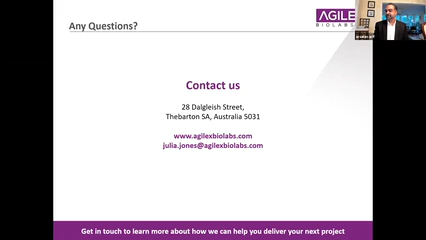 Any Questions?
AGILEX
BIOLABS
Contact us
28 Dalgleish Street,
Thebarton SA, Australia 5031
www.agilexbiolabs.com
julia.jones@agilexbiolabs.com
Get in touch to learn more about how we can help you deliver your next project